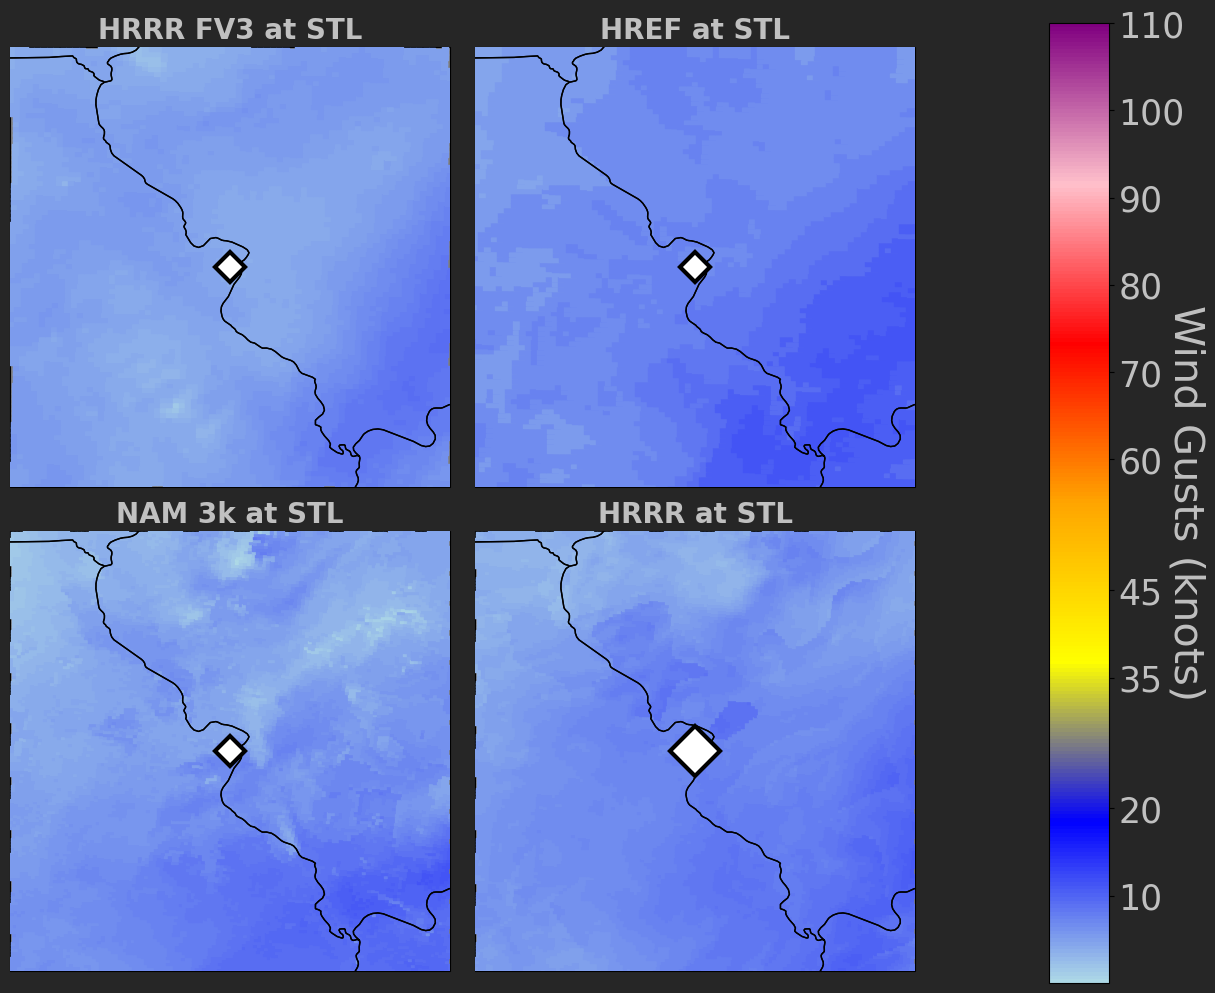 HRRR FV3 at STL
HREF at STL
NAM 3k at STL
HRRR at STL
110
100
90
80
70
60
45
35
20
10
Wind Gusts (knots)